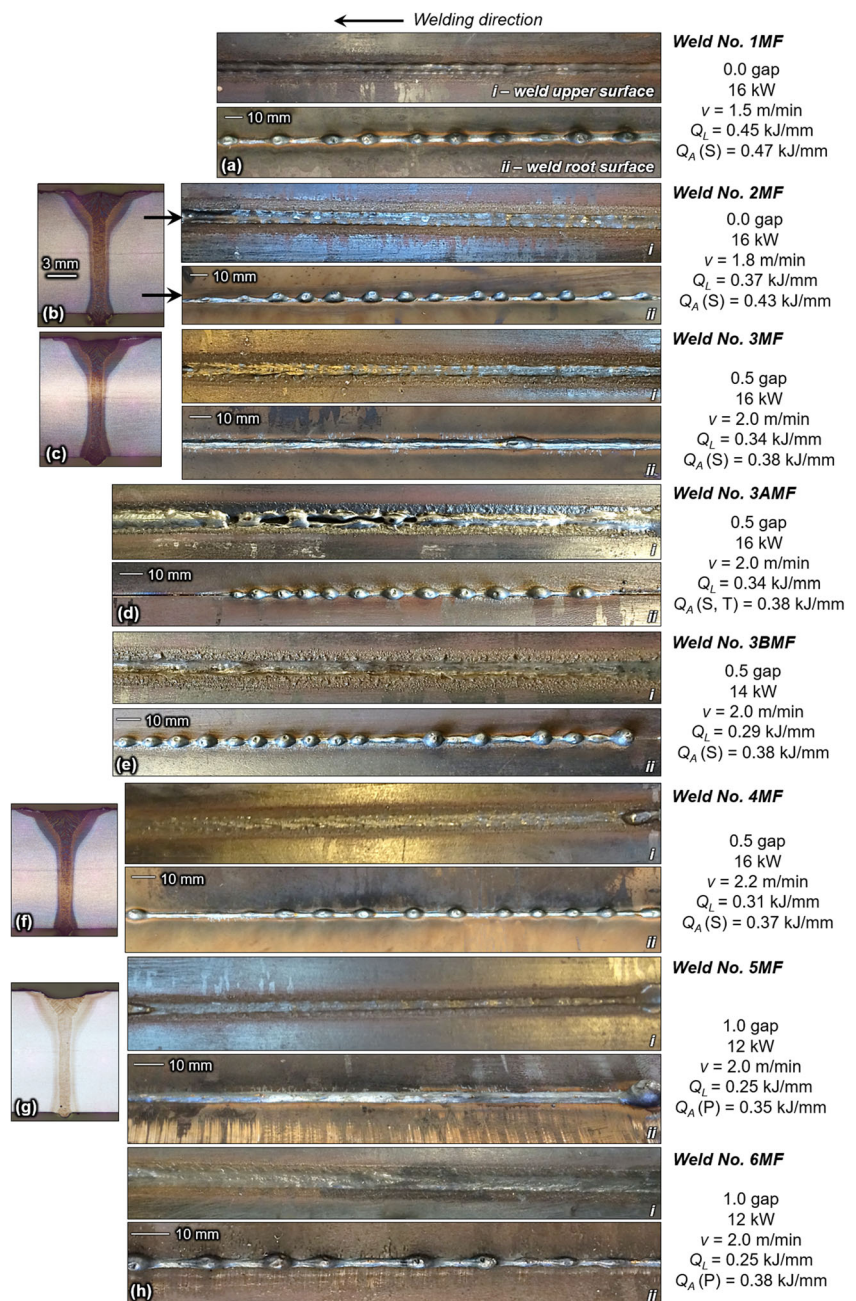 Welding direction
Weld No. 1MF
0.0 gap
16 kW
v = 1.5 m/min
Q_L = 0.45 kJ/mm
Q_A (S) = 0.47 kJ/mm
i – weld upper surface
10 mm
(a)
ii – weld root surface
Weld No. 2MF
0.0 gap
16 kW
v = 1.8 m/min
Q_L = 0.37 kJ/mm
Q_A (S) = 0.43 kJ/mm
3 mm
(b)
i
10 mm
ii
Weld No. 3MF
0.5 gap
16 kW
v = 2.0 m/min
Q_L = 0.34 kJ/mm
Q_A (S) = 0.38 kJ/mm
(c)
i
10 mm
ii
Weld No. 3AMF
0.5 gap
16 kW
v = 2.0 m/min
Q_L = 0.34 kJ/mm
Q_A (S, T) = 0.38 kJ/mm
i
10 mm
(d)
ii
Weld No. 3BMF
0.5 gap
14 kW
v = 2.0 m/min
Q_L = 0.29 kJ/mm
Q_A (S) = 0.38 kJ/mm
i
10 mm
(e)
ii
Weld No. 4MF
0.5 gap
16 kW
v = 2.2 m/min
Q_L = 0.31 kJ/mm
Q_A (S) = 0.37 kJ/mm
(f)
i
10 mm
ii
Weld No. 5MF
1.0 gap
12 kW
v = 2.0 m/min
Q_L = 0.25 kJ/mm
Q_A (P) = 0.35 kJ/mm
(g)
i
10 mm
ii
Weld No. 6MF
1.0 gap
12 kW
v = 2.0 m/min
Q_L = 0.25 kJ/mm
Q_A (P) = 0.38 kJ/mm
i
10 mm
(h)
ii